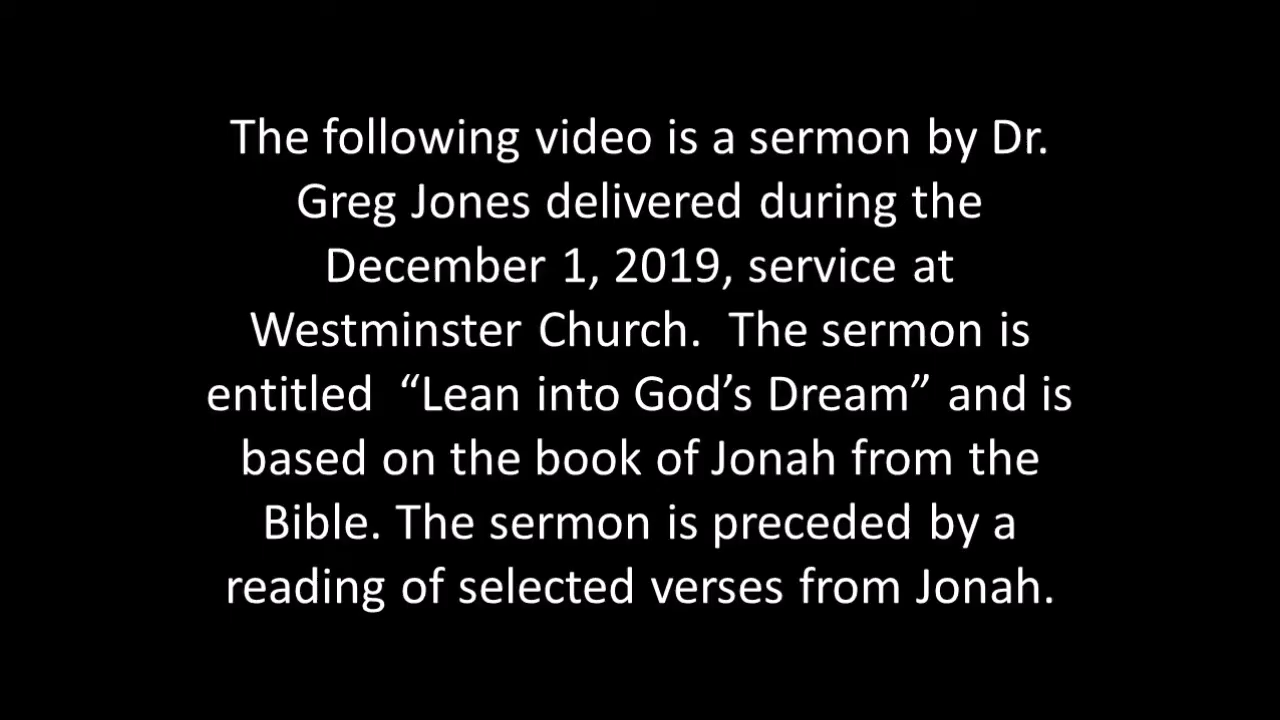 The following video is a sermon by Dr.
Greg Jones delivered during the
December 1, 2019, service at
Westminster Church.  The sermon is
entitled  “Lean into God’s Dream” and is
based on the book of Jonah from the
Bible. The sermon is preceded by a
reading of selected verses from Jonah.